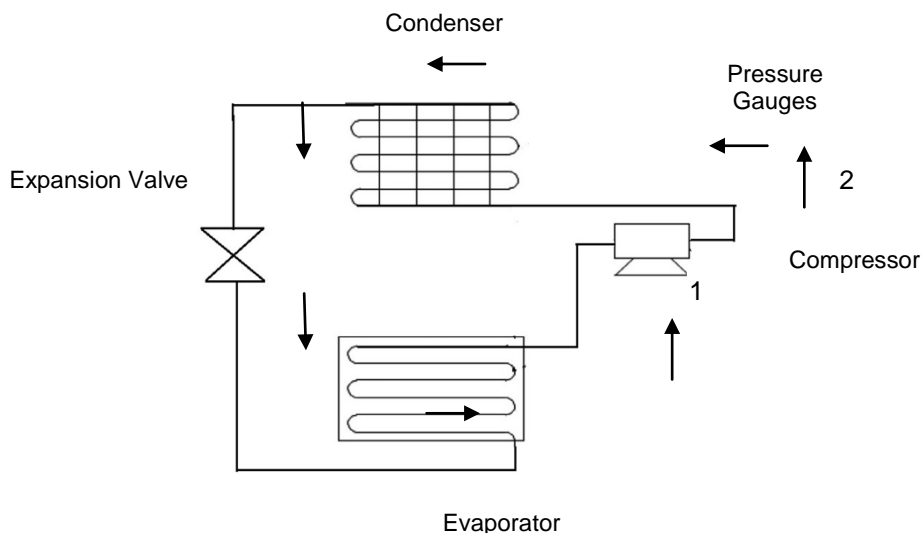 Condenser
Pressure
Gauges
Expansion Valve
2
Compressor
1
Evaporator